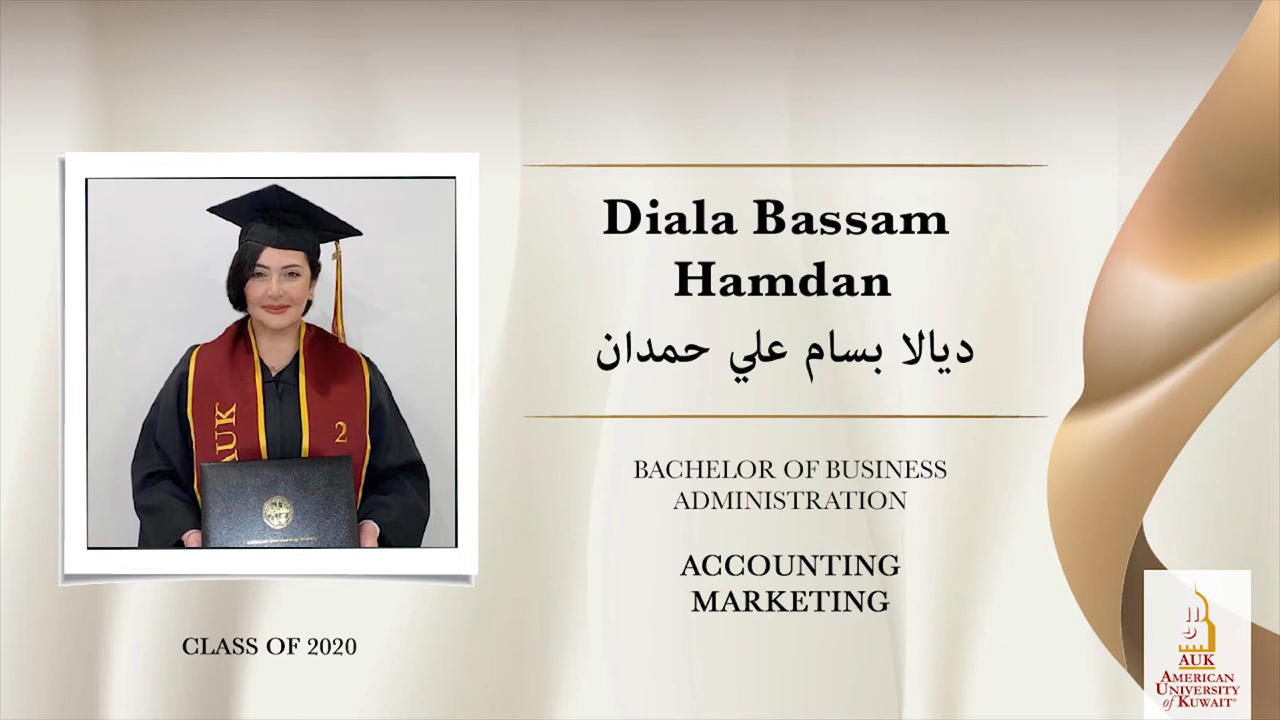 Diala Bassam
Hamdan
ديالا بسام علي حمدان
BACHELOR OF BUSINESS
ADMINISTRATION
ACCOUNTING
MARKETING
AUK
2
CLASS OF 2020
AUK
AMERICAN
UNIVERSITY
of KUWAIT®